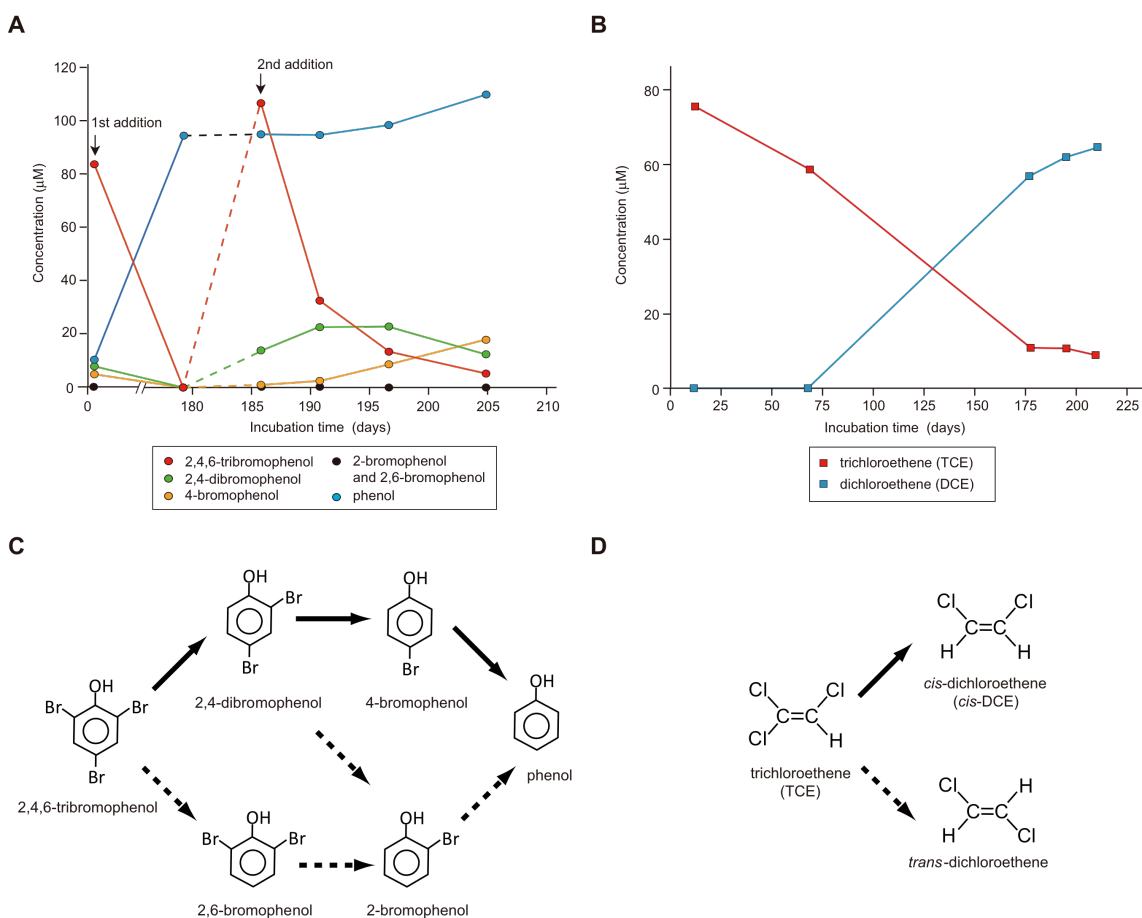 A
B
120
100
80
60
40
20
0
Concentration (µM)
1st addition
2nd addition
0
180
185
190
195
200
205
210
Incubation time (days)
2,4,6-tribromophenol
2,4-dibromophenol
4-bromophenol
2-bromophenol
and 2,6-bromophenol
phenol
80
60
40
20
0
Concentration (µM)
0
25
50
75
100
125
150
175
200
225
Incubation time (days)
trichloroethene (TCE)
dichloroethene (DCE)
C
OH
Br
Br
Br
2,4,6-tribromophenol
OH
Br
Br
2,4-dibromophenol
OH
Br
4-bromophenol
OH
phenol
OH
Br
Br
2,6-bromophenol
OH
Br
2-bromophenol
D
Cl
Cl
C=C
Cl
H
trichloroethene
(TCE)
Cl
Cl
C=C
H
H
cis-dichloroethene
(cis-DCE)
Cl
H
C=C
H
Cl
trans-dichloroethene